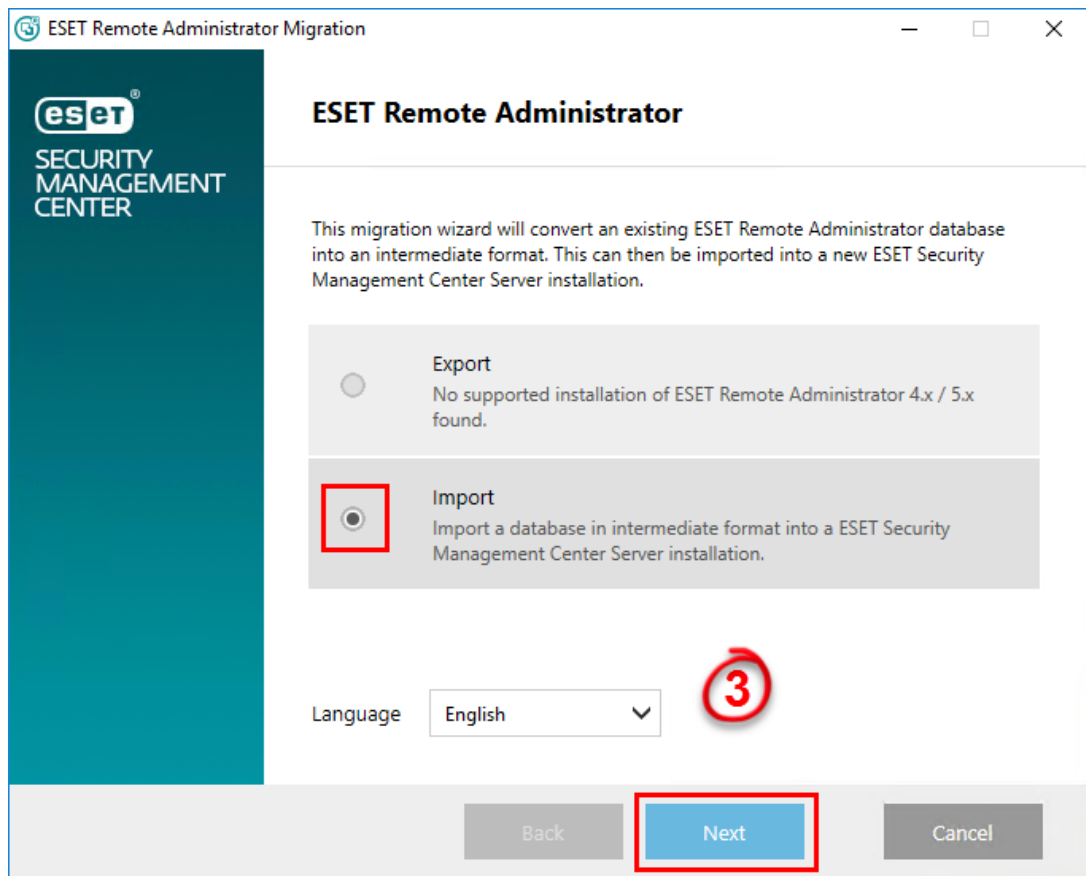 ESET Remote Administrator Migration
eset®
SECURITY
MANAGEMENT
CENTER
ESET Remote Administrator
This migration wizard will convert an existing ESET Remote Administrator database
into an intermediate format. This can then be imported into a new ESET Security
Management Center Server installation.
Export
No supported installation of ESET Remote Administrator 4.x / 5.x
found.
Import
Import a database in intermediate format into a ESET Security
Management Center Server installation.
Language
English
3
Back
Next
Cancel